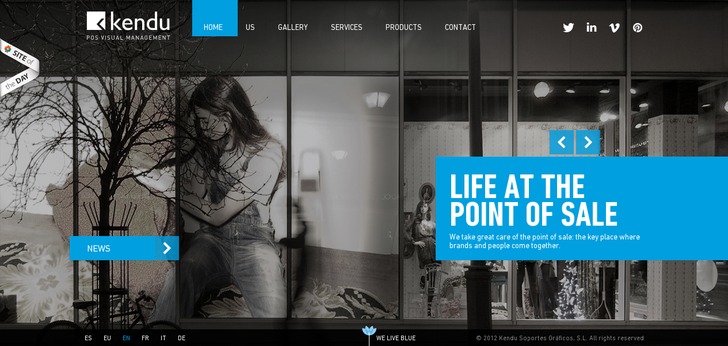 kendu
POS VISUAL MANAGEMENT
HOME
US
GALLERY
SERVICES
PRODUCTS
CONTACT
SITE of
the DAY
LIFE AT THE
POINT OF SALE
We take great care of the point of sale: the key place where
brands and people come together.
NEWS
ES
EU
EN
FR
IT
DE
WE LIVE BLUE
© 2012 Kendu Soportes Gráficos, S.L. All rights reserved